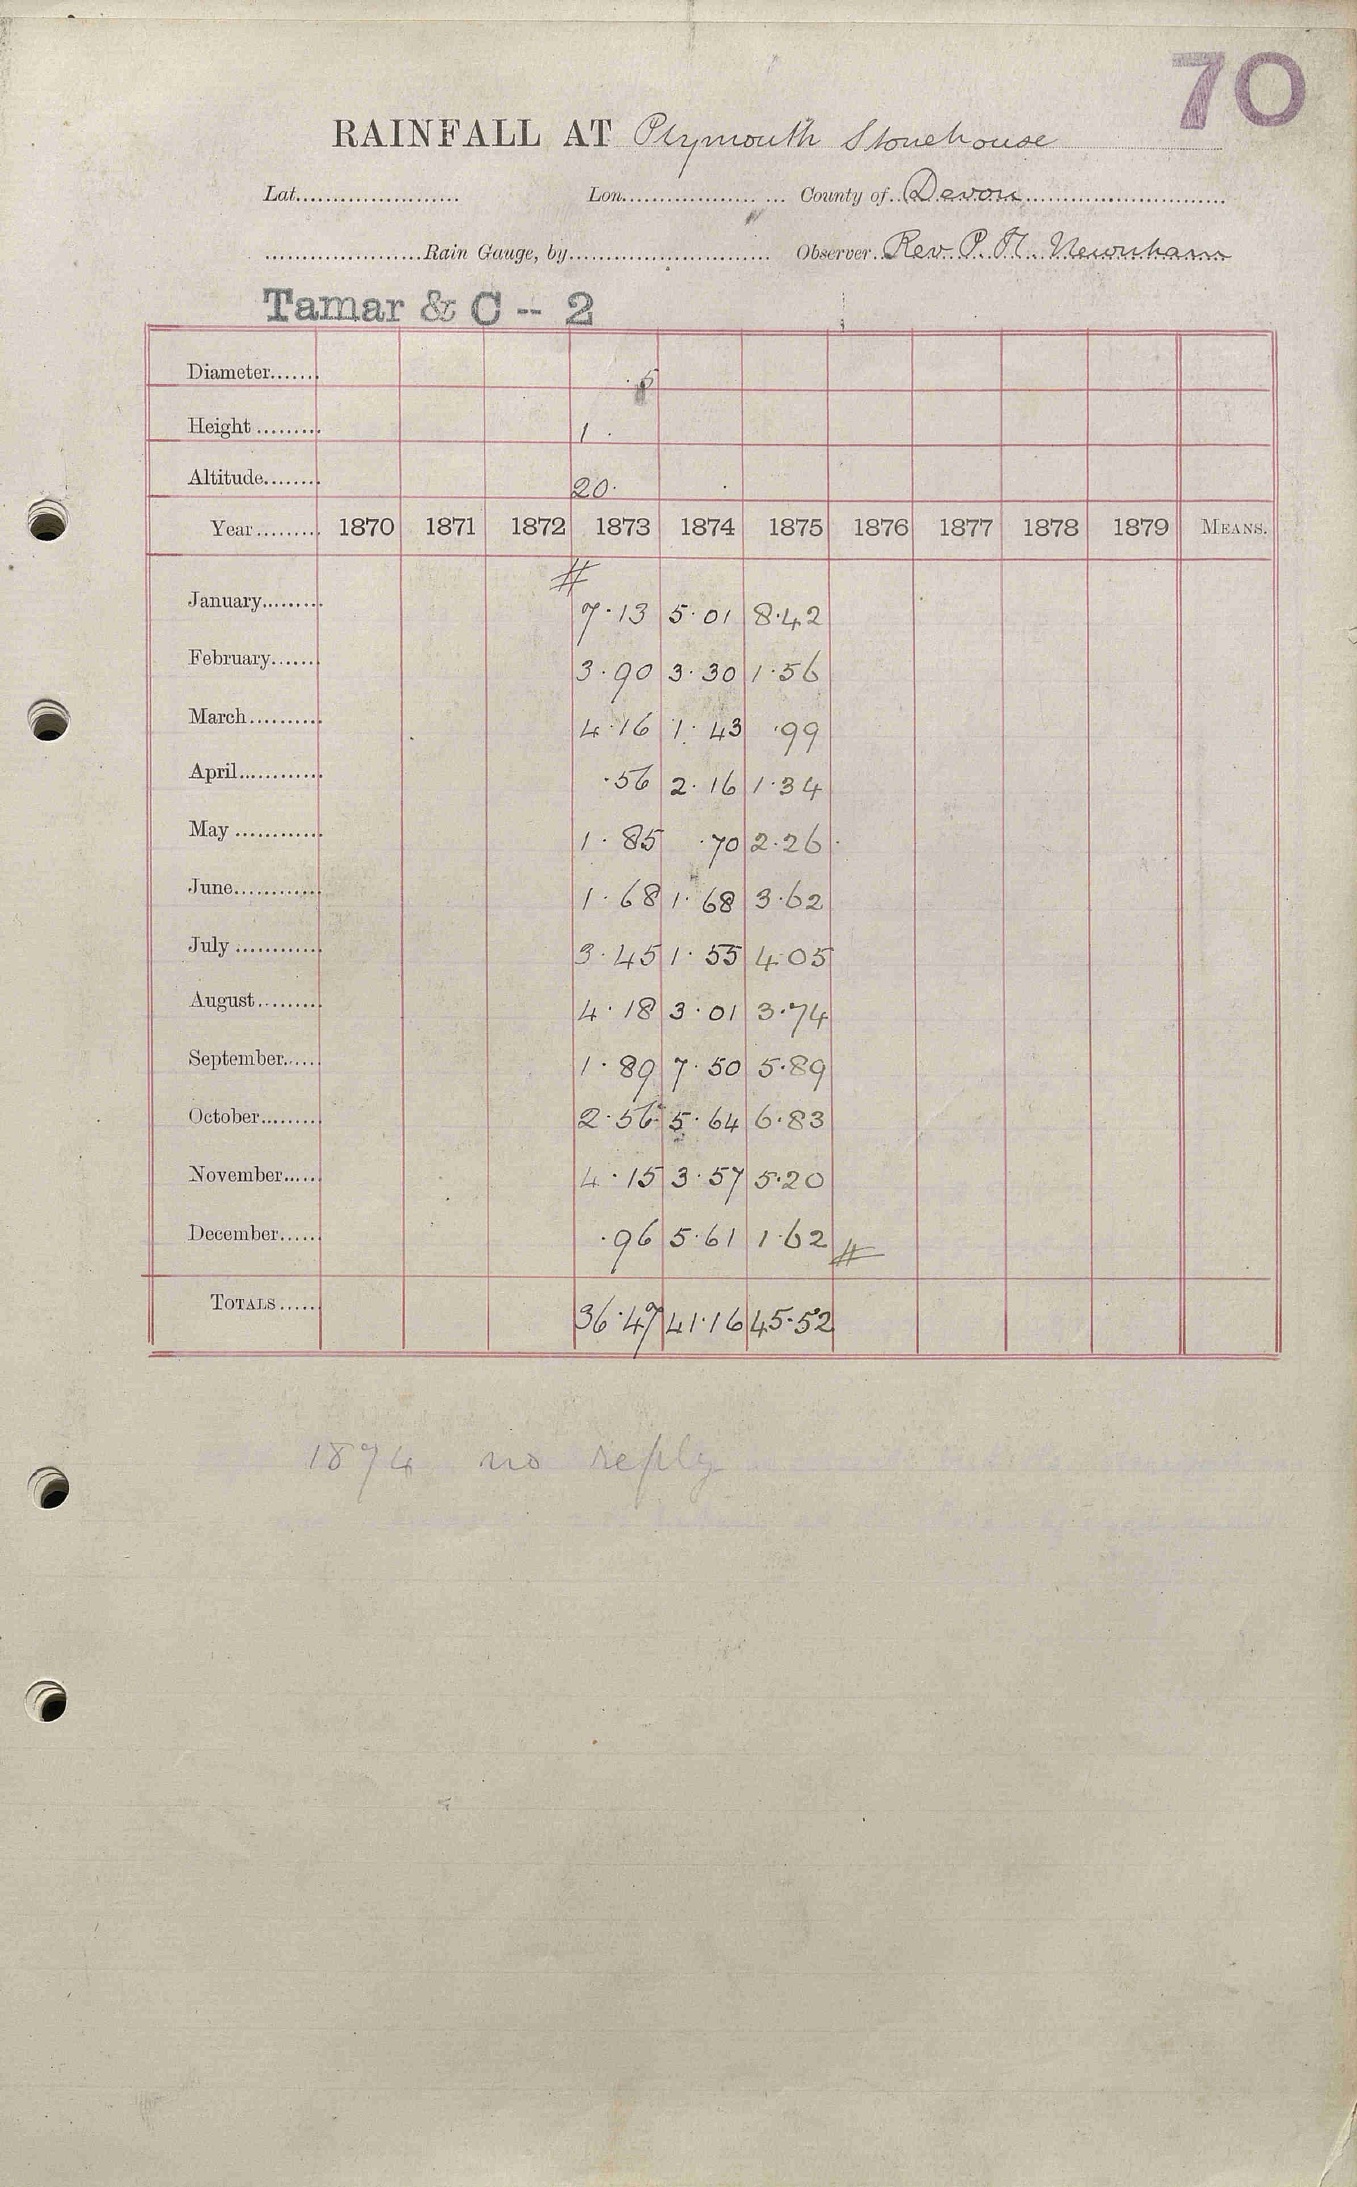 70
RAINFALL AT Plymouth Stonehouse
Lat. Lon. County of Devon
Rain Gauge, by Observer Rev. P. H. Newnham
Tamar & C -- 2
Diameter 5
Height 1
Altitude 20
Year 1870 1871 1872 1873 1874 1875 1876 1877 1878 1879 MEANS.
#
January 7.13 5.01 8.42
February 3.90 3.30 1.56
March 4.16 1.43 .99
April .56 2.16 1.34
May 1.85 .70 2.26
June 1.68 1.68 3.62
July 3.45 1.55 4.05
August 4.18 3.01 3.74
September 1.89 7.50 5.89
October 2.56 5.64 6.83
November 4.15 3.57 5.20
December .96 5.61 1.62 #
TOTALS 36.47 41.16 45.52
1874 no reply